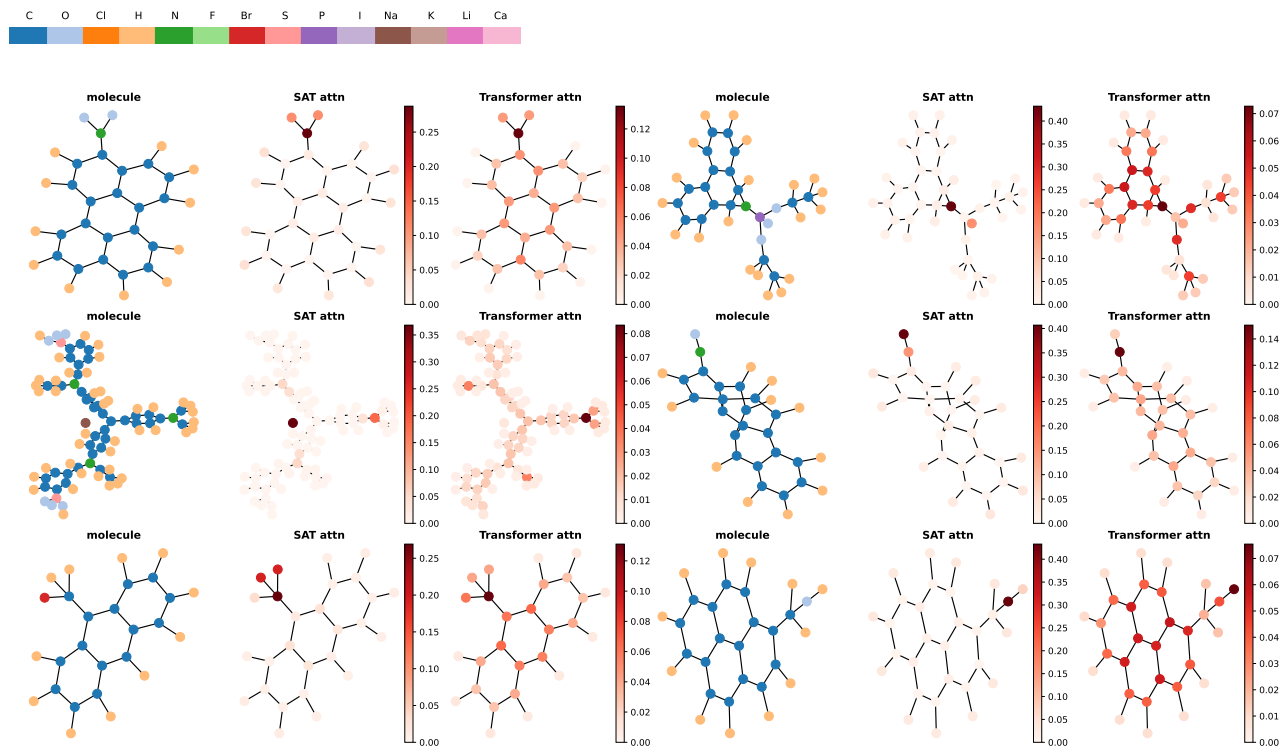 C O Cl H N F Br S P I Na K Li Ca
molecule SAT attn Transformer attn molecule SAT attn Transformer attn
0.25 0.20 0.15 0.10 0.05 0.00
0.12 0.10 0.08 0.06 0.04 0.02 0.00
0.40 0.35 0.30 0.25 0.20 0.15 0.10 0.05 0.00
0.07 0.06 0.05 0.04 0.03 0.02 0.01 0.00
molecule SAT attn Transformer attn molecule SAT attn Transformer attn
0.35 0.30 0.25 0.20 0.15 0.10 0.05 0.00
0.08 0.07 0.06 0.05 0.04 0.03 0.02 0.01 0.00
0.40 0.35 0.30 0.25 0.20 0.15 0.10 0.05 0.00
0.14 0.12 0.10 0.08 0.06 0.04 0.02 0.00
molecule SAT attn Transformer attn molecule SAT attn Transformer attn
0.25 0.20 0.15 0.10 0.05 0.00
0.12 0.10 0.08 0.06 0.04 0.02 0.00
0.40 0.35 0.30 0.25 0.20 0.15 0.10 0.05 0.00
0.07 0.06 0.05 0.04 0.03 0.02 0.01 0.00